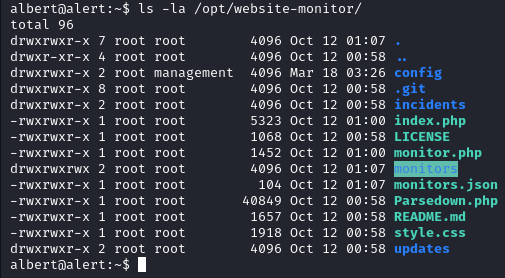 albert@alert:~$ ls -la /opt/website-monitor/
total 96
drwxrwxr-x 7 root root        4096 Oct 12 01:07 .
drwxr-xr-x 4 root root        4096 Oct 12 00:58 ..
drwxrwxr-x 2 root management  4096 Mar 18 03:26 config
drwxrwxr-x 8 root root        4096 Oct 12 00:58 .git
drwxrwxr-x 2 root root        4096 Oct 12 00:58 incidents
-rwxrwxr-x 1 root root        5323 Oct 12 01:00 index.php
-rwxrwxr-x 1 root root        1068 Oct 12 00:58 LICENSE
-rwxrwxr-x 1 root root        1452 Oct 12 01:00 monitor.php
drwxrwxrwx 2 root root        4096 Oct 12 01:07 monitors
-rwxrwxr-x 1 root root         104 Oct 12 01:07 monitors.json
-rwxrwxr-x 1 root root       40849 Oct 12 00:58 Parsedown.php
-rwxrwxr-x 1 root root        1657 Oct 12 00:58 README.md
-rwxrwxr-x 1 root root        1918 Oct 12 00:58 style.css
drwxrwxr-x 2 root root        4096 Oct 12 00:58 updates
albert@alert:~$